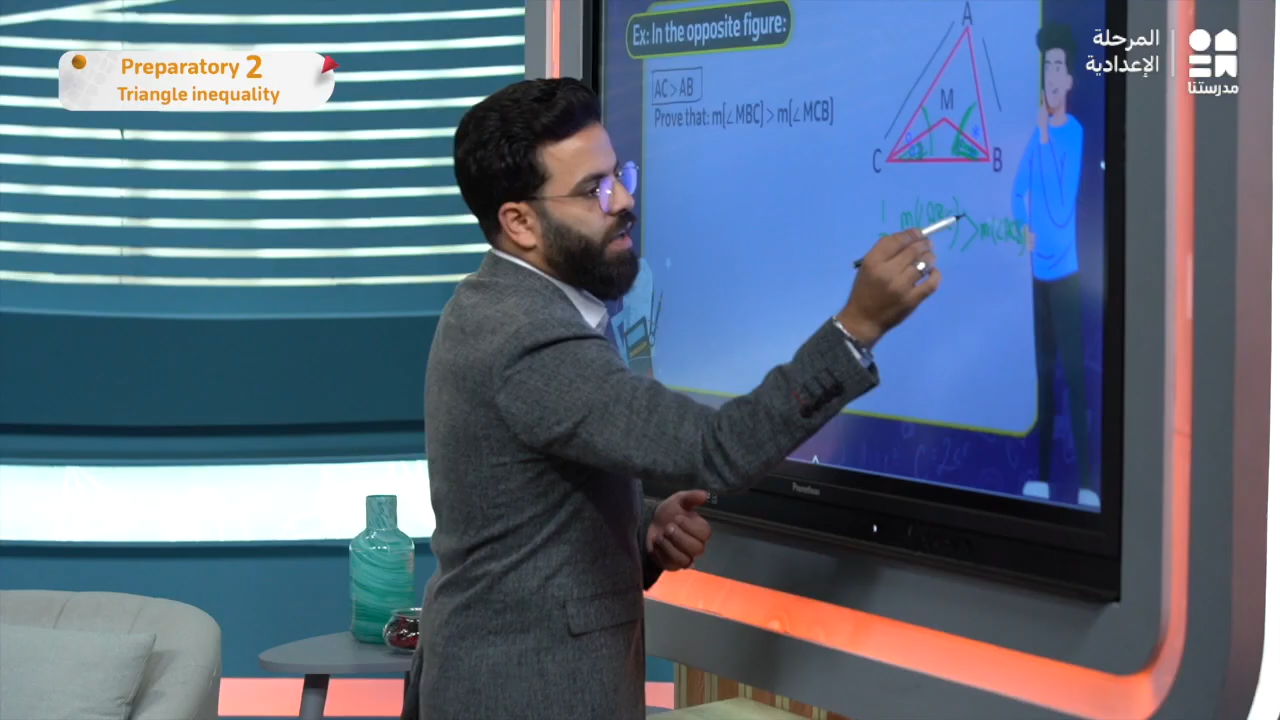 Preparatory 2
Triangle inequality
Ex: In the opposite figure:
AC > AB
Prove that: m(∠MBC) > m(∠MCB)
A
M
C
B
المرحلة
الإعدادية
مدرستنا